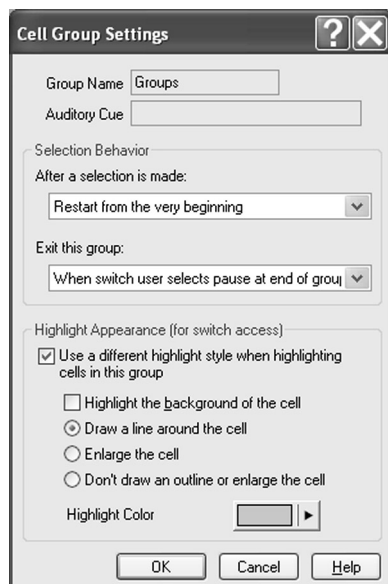 Cell Group Settings
Group Name Groups
Auditory Cue
Selection Behavior
After a selection is made:
Restart from the very beginning
Exit this group:
When switch user selects pause at end of group
Highlight Appearance (for switch access)
Use a different highlight style when highlighting
cells in this group
Highlight the background of the cell
Draw a line around the cell
Enlarge the cell
Don't draw an outline or enlarge the cell
Highlight Color
OK Cancel Help